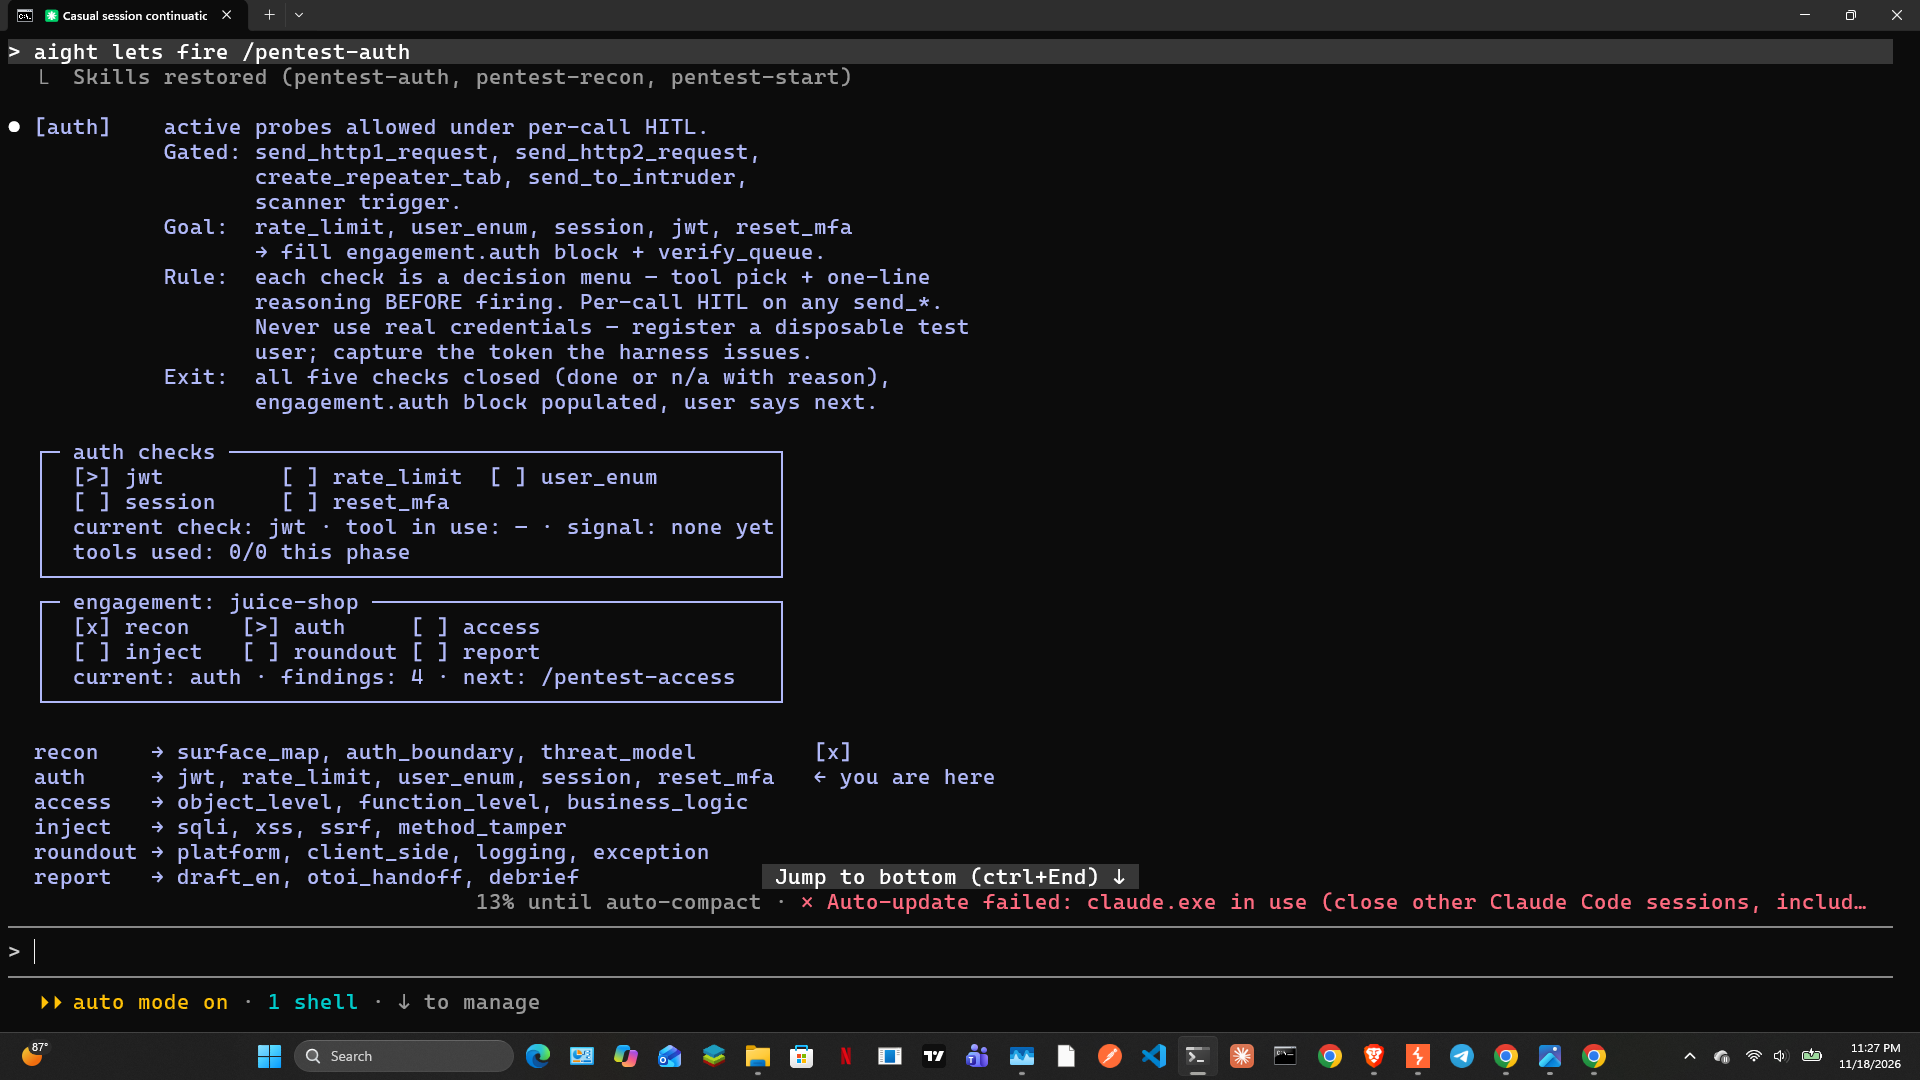 Casual session continuatic
> aight lets fire /pentest-auth
└ Skills restored (pentest-auth, pentest-recon, pentest-start)
● [auth] active probes allowed under per-call HITL.
Gated: send_http1_request, send_http2_request,
create_repeater_tab, send_to_intruder,
scanner trigger.
Goal: rate_limit, user_enum, session, jwt, reset_mfa
→ fill engagement.auth block + verify_queue.
Rule: each check is a decision menu — tool pick + one-line
reasoning BEFORE firing. Per-call HITL on any send_*.
Never use real credentials — register a disposable test
user; capture the token the harness issues.
Exit: all five checks closed (done or n/a with reason),
engagement.auth block populated, user says next.
auth checks
[>] jwt [ ] rate_limit [ ] user_enum
[ ] session [ ] reset_mfa
current check: jwt · tool in use: — · signal: none yet
tools used: 0/0 this phase
engagement: juice-shop
[x] recon [>] auth [ ] access
[ ] inject [ ] roundout [ ] report
current: auth · findings: 4 · next: /pentest-access
recon → surface_map, auth_boundary, threat_model [x]
auth → jwt, rate_limit, user_enum, session, reset_mfa ← you are here
access → object_level, function_level, business_logic
inject → sqli, xss, ssrf, method_tamper
roundout → platform, client_side, logging, exception
report → draft_en, otoi_handoff, debrief
Jump to bottom (ctrl+End) ↓
13% until auto-compact · × Auto-update failed: claude.exe in use (close other Claude Code sessions, includ…
>
auto mode on · 1 shell · ↓ to manage
87°
Search
11:27 PM
11/18/2026